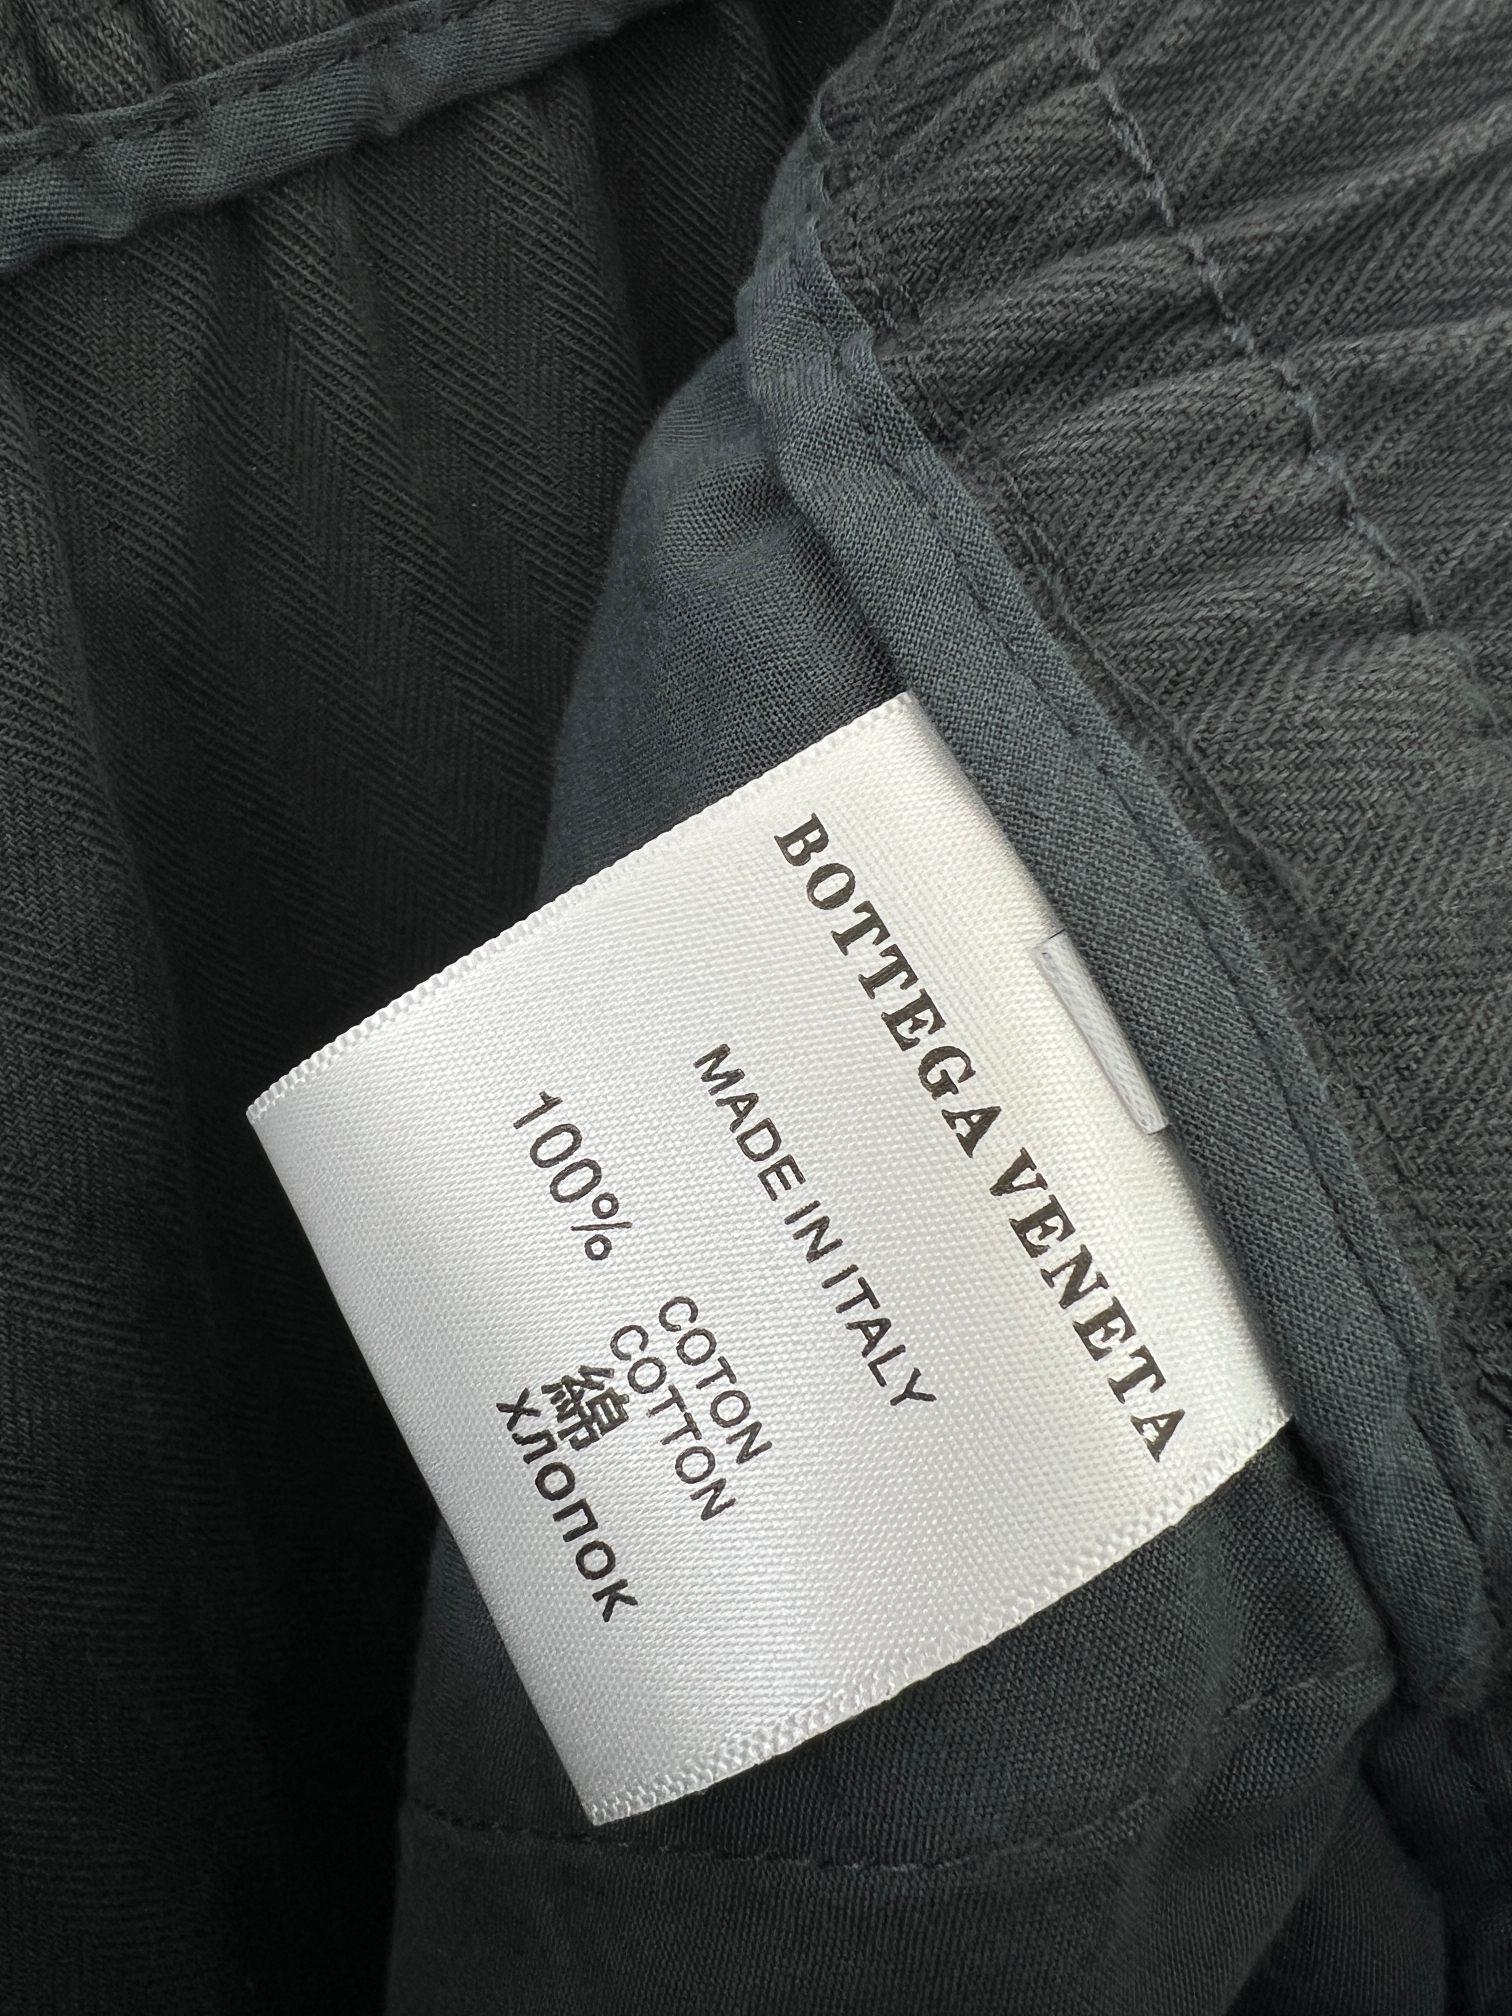 BOTTEGA VENETA
MADE IN ITALY
100% COTON
COTTON
綿
ХЛОПОК